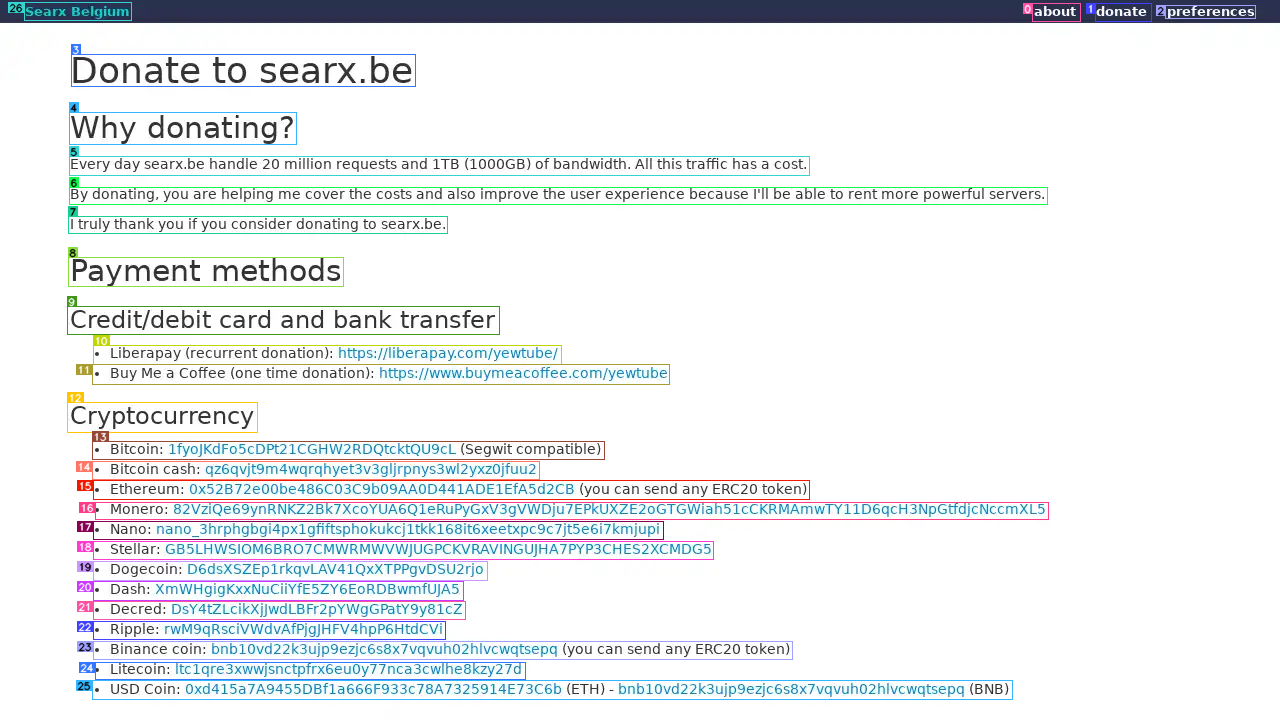 26 Searx Belgium 0 about 1 donate 2 preferences
3
Donate to searx.be
4
Why donating?
5
Every day searx.be handle 20 million requests and 1TB (1000GB) of bandwidth. All this traffic has a cost.
6
By donating, you are helping me cover the costs and also improve the user experience because I'll be able to rent more powerful servers.
7
I truly thank you if you consider donating to searx.be.
8
Payment methods
9
Credit/debit card and bank transfer
10
• Liberapay (recurrent donation): https://liberapay.com/yewtube/
11 • Buy Me a Coffee (one time donation): https://www.buymeacoffee.com/yewtube
12
Cryptocurrency
13
• Bitcoin: 1fyoJKdFo5cDPt21CGHW2RDQtcktQU9cL (Segwit compatible)
14 • Bitcoin cash: qz6qvjt9m4wqrqhyet3v3gljrpnys3wl2yxz0jfuu2
15 • Ethereum: 0x52B72e00be486C03C9b09AA0D441ADE1EfA5d2CB (you can send any ERC20 token)
16 • Monero: 82VziQe69ynRNKZ2Bk7XcoYUA6Q1eRuPyGxV3gVWDju7EPkUXZE2oGTGWiah51cCKRMAmwTY11D6qcH3NpGtfdjcNccmXL5
17 • Nano: nano_3hrphgbgi4px1gfiftsphokukcj1tkk168it6xeetxpc9c7jt5e6i7kmjupi
18 • Stellar: GB5LHWSIOM6BRO7CMWRMWVWJUGPCKVRAVINGUJHA7PYP3CHES2XCMDG5
19 • Dogecoin: D6dsXSZEp1rkqvLAV41QxXTPPgvDSU2rjo
20 • Dash: XmWHgigKxxNuCiiYfE5ZY6EoRDBwmfUJA5
21 • Decred: DsY4tZLcikXjJwdLBFr2pYWgGPatY9y81cZ
22 • Ripple: rwM9qRsciVWdvAfPjgJHFV4hpP6HtdCVi
23 • Binance coin: bnb10vd22k3ujp9ezjc6s8x7vqvuh02hlvcwqtsepq (you can send any ERC20 token)
24 • Litecoin: ltc1qre3xwwjsnctpfrx6eu0y77nca3cwlhe8kzy27d
25 • USD Coin: 0xd415a7A9455DBf1a666F933c78A7325914E73C6b (ETH) - bnb10vd22k3ujp9ezjc6s8x7vqvuh02hlvcwqtsepq (BNB)